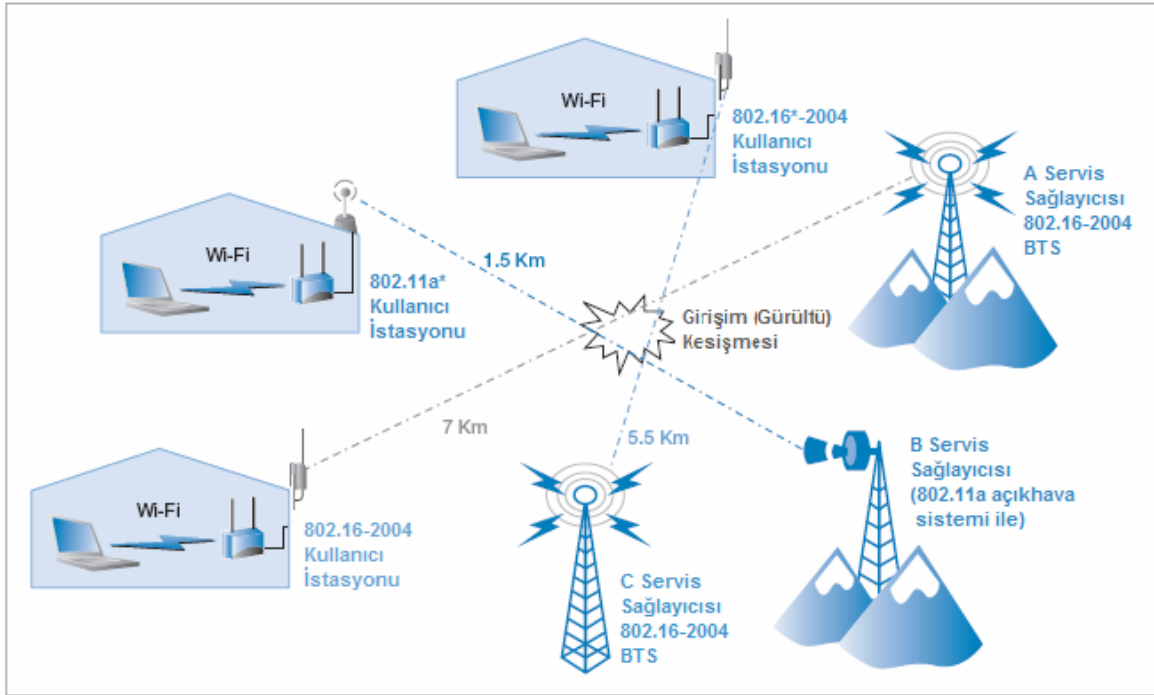 Wi-Fi
802.16*-2004
Kullanıcı
İstasyonu
A Servis
Sağlayıcısı
802.16-2004
BTS
Wi-Fi
802.11a*
Kullanıcı
İstasyonu
1.5 Km
Girişim (Gürültü)
Kesişmesi
7 Km
5.5 Km
B Servis
Sağlayıcısı
(802.11a açıkhava
sistemi ile)
Wi-Fi
802.16-2004
Kullanıcı
İstasyonu
C Servis
Sağlayıcısı
802.16-2004
BTS